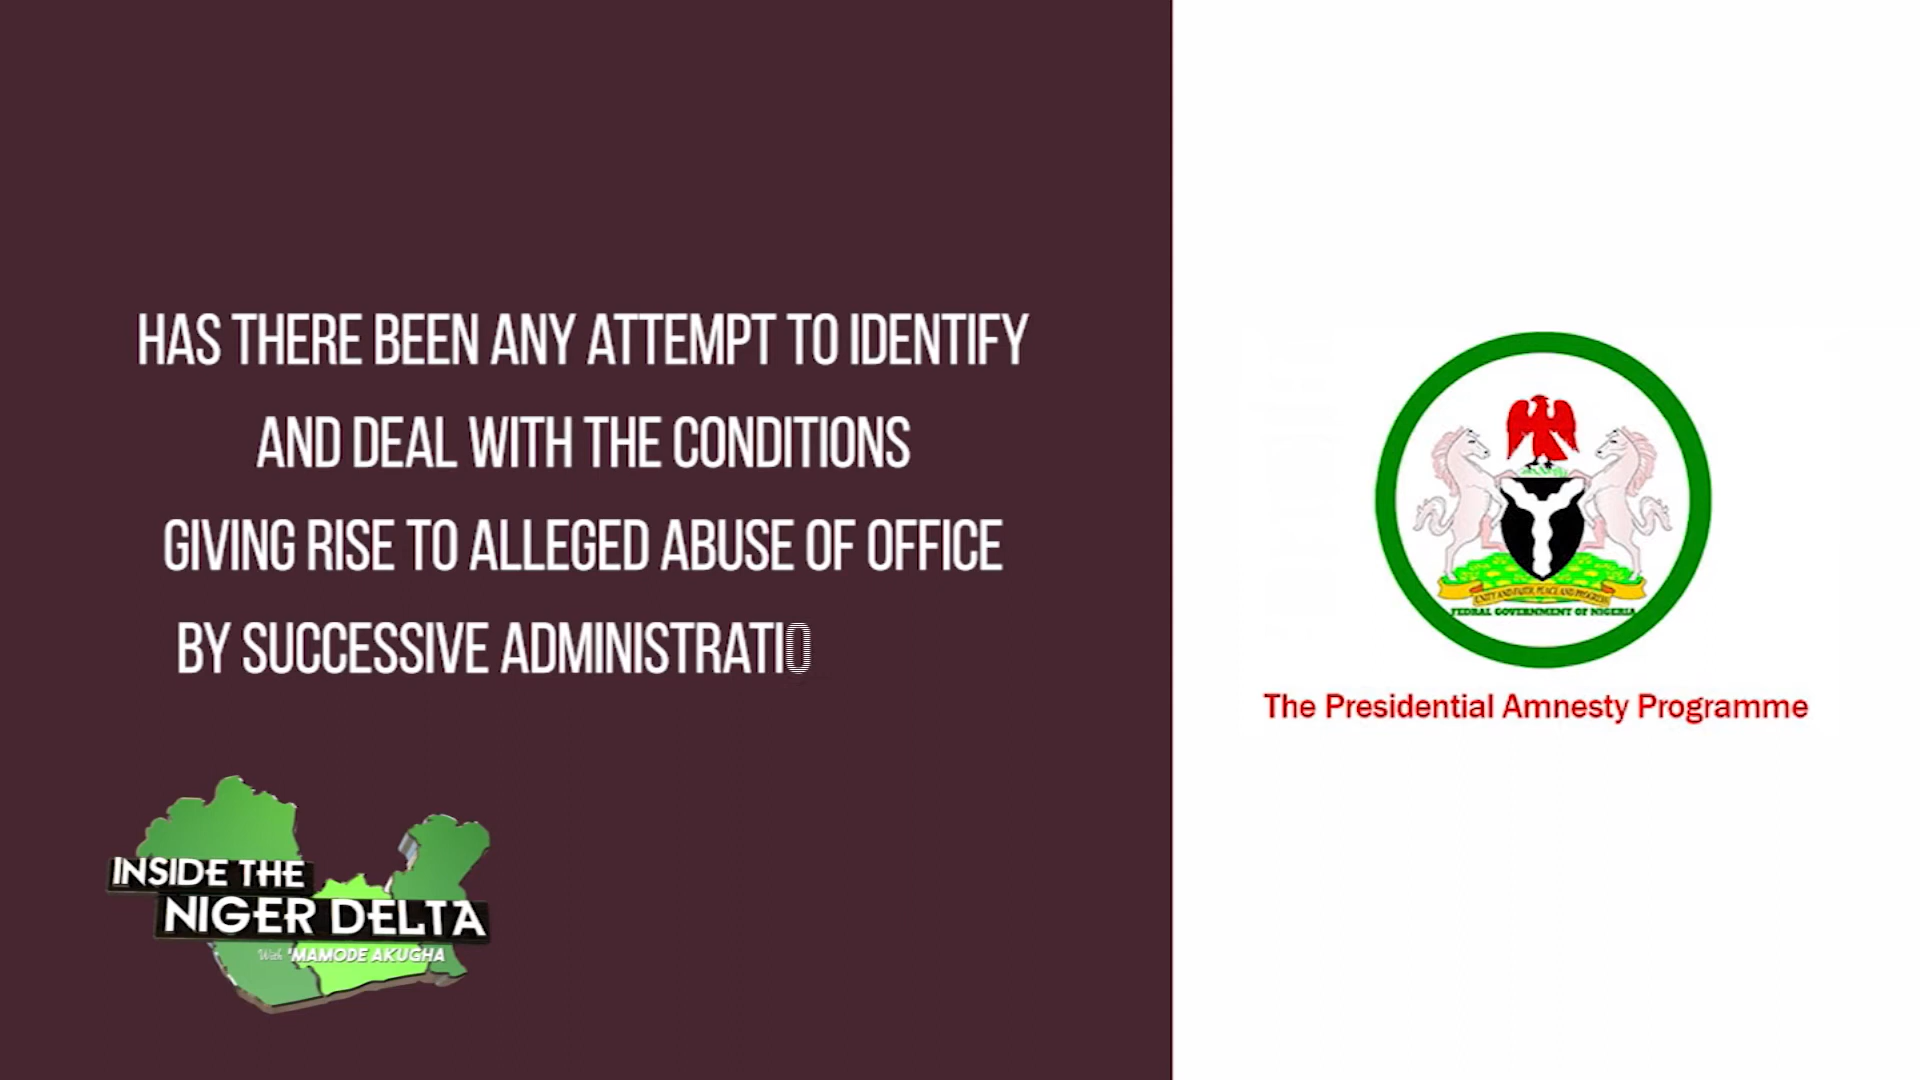 HAS THERE BEEN ANY ATTEMPT TO IDENTIFY
AND DEAL WITH THE CONDITIONS
GIVING RISE TO ALLEGED ABUSE OF OFFICE
BY SUCCESSIVE ADMINISTRATIO
INSIDE THE
NIGER DELTA
With 'MAMODE AKUGHA
UNITY AND FAITH, PEACE AND PROGRESS
FEDRAL GOVERNMENT OF NIGERIA
The Presidential Amnesty Programme